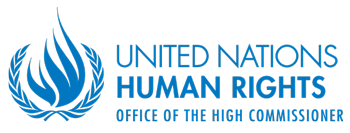 UNITED NATIONS
HUMAN RIGHTS
OFFICE OF THE HIGH COMMISSIONER